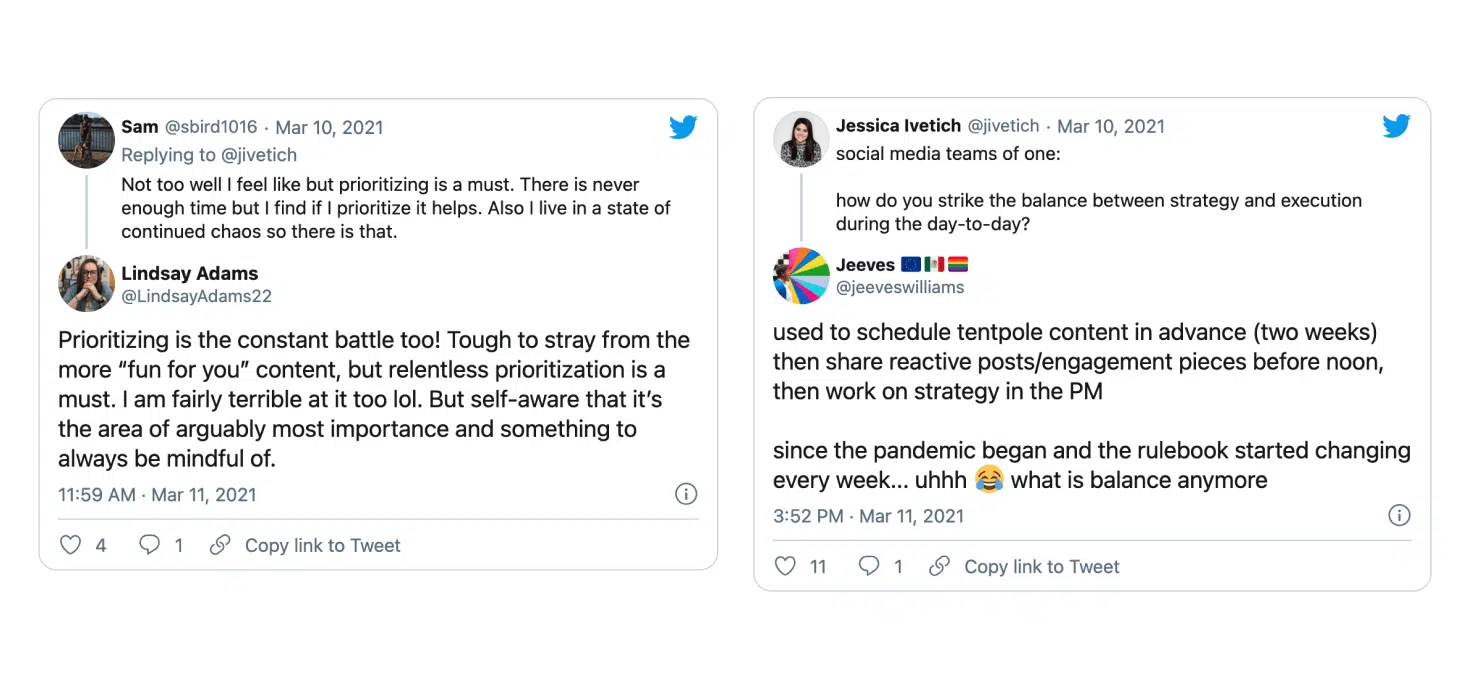 Sam @sbird1016 · Mar 10, 2021
Replying to @jivetich
Not too well I feel like but prioritizing is a must. There is never
enough time but I find if I prioritize it helps. Also I live in a state of
continued chaos so there is that.
Lindsay Adams
@LindsayAdams22
Prioritizing is the constant battle too! Tough to stray from the
more “fun for you” content, but relentless prioritization is a
must. I am fairly terrible at it too lol. But self-aware that it’s
the area of arguably most importance and something to
always be mindful of.
11:59 AM · Mar 11, 2021
4 1 Copy link to Tweet
Jessica Ivetich @jivetich · Mar 10, 2021
social media teams of one:
how do you strike the balance between strategy and execution
during the day-to-day?
Jeeves 🇪🇺🇲🇽🏳️‍🌈
@jeeveswilliams
used to schedule tentpole content in advance (two weeks)
then share reactive posts/engagement pieces before noon,
then work on strategy in the PM
since the pandemic began and the rulebook started changing
every week... uhhh 😂 what is balance anymore
3:52 PM · Mar 11, 2021
11 1 Copy link to Tweet